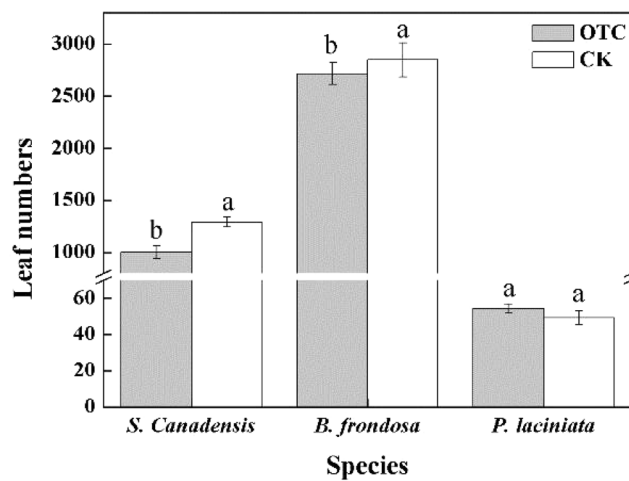 OTC
CK
3000
2500
2000
1500
1000
60
40
20
0
Leaf numbers
b
a
b
a
a
a
S. Canadensis
B. frondosa
P. laciniata
Species